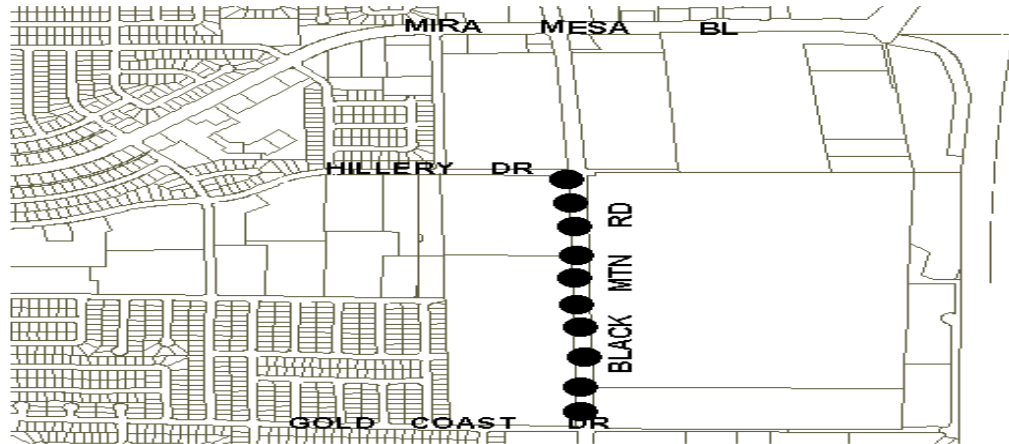 MIRA MESA BL
HILLERY DR
BLACK MTN RD
GOLD COAST DR